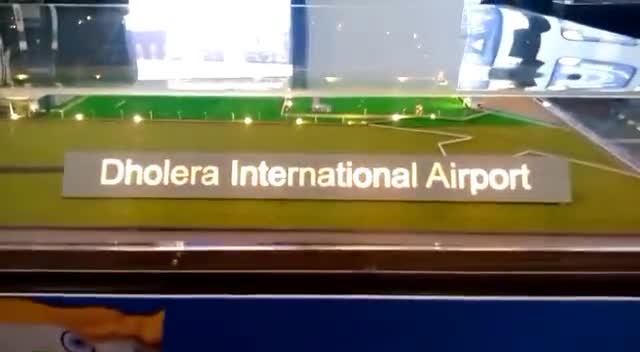 Dholera International Airport